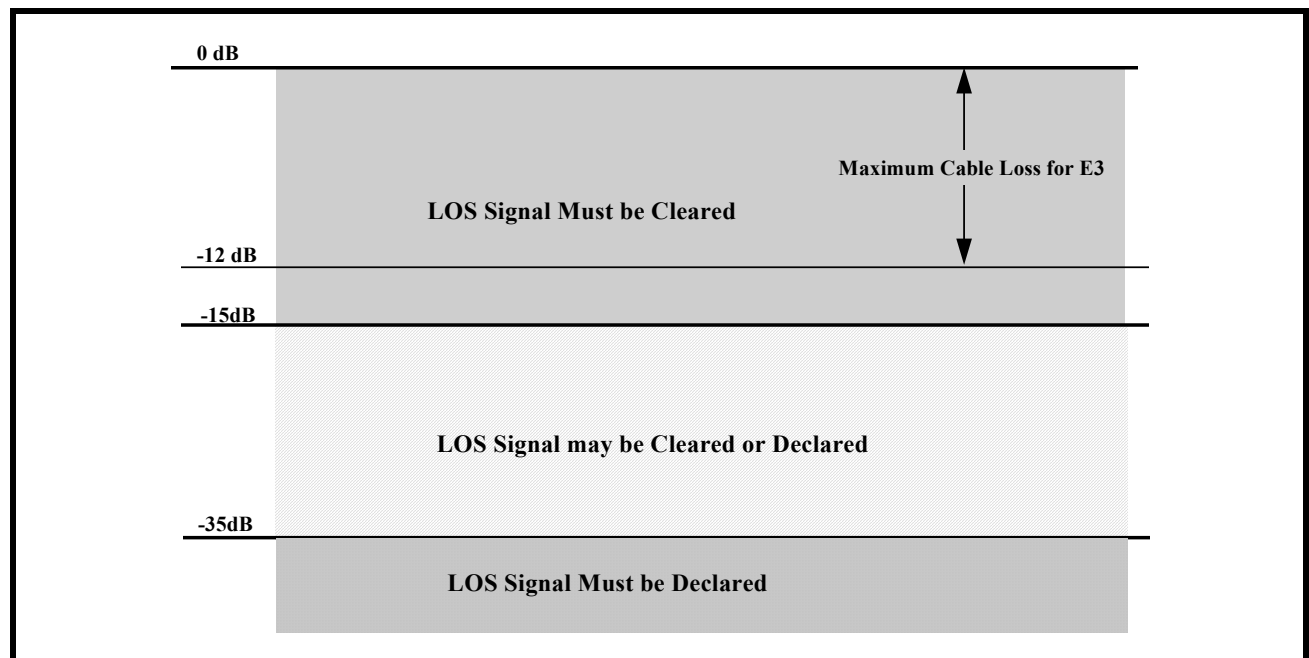 0 dB
Maximum Cable Loss for E3
LOS Signal Must be Cleared
-12 dB
-15dB
LOS Signal may be Cleared or Declared
-35dB
LOS Signal Must be Declared